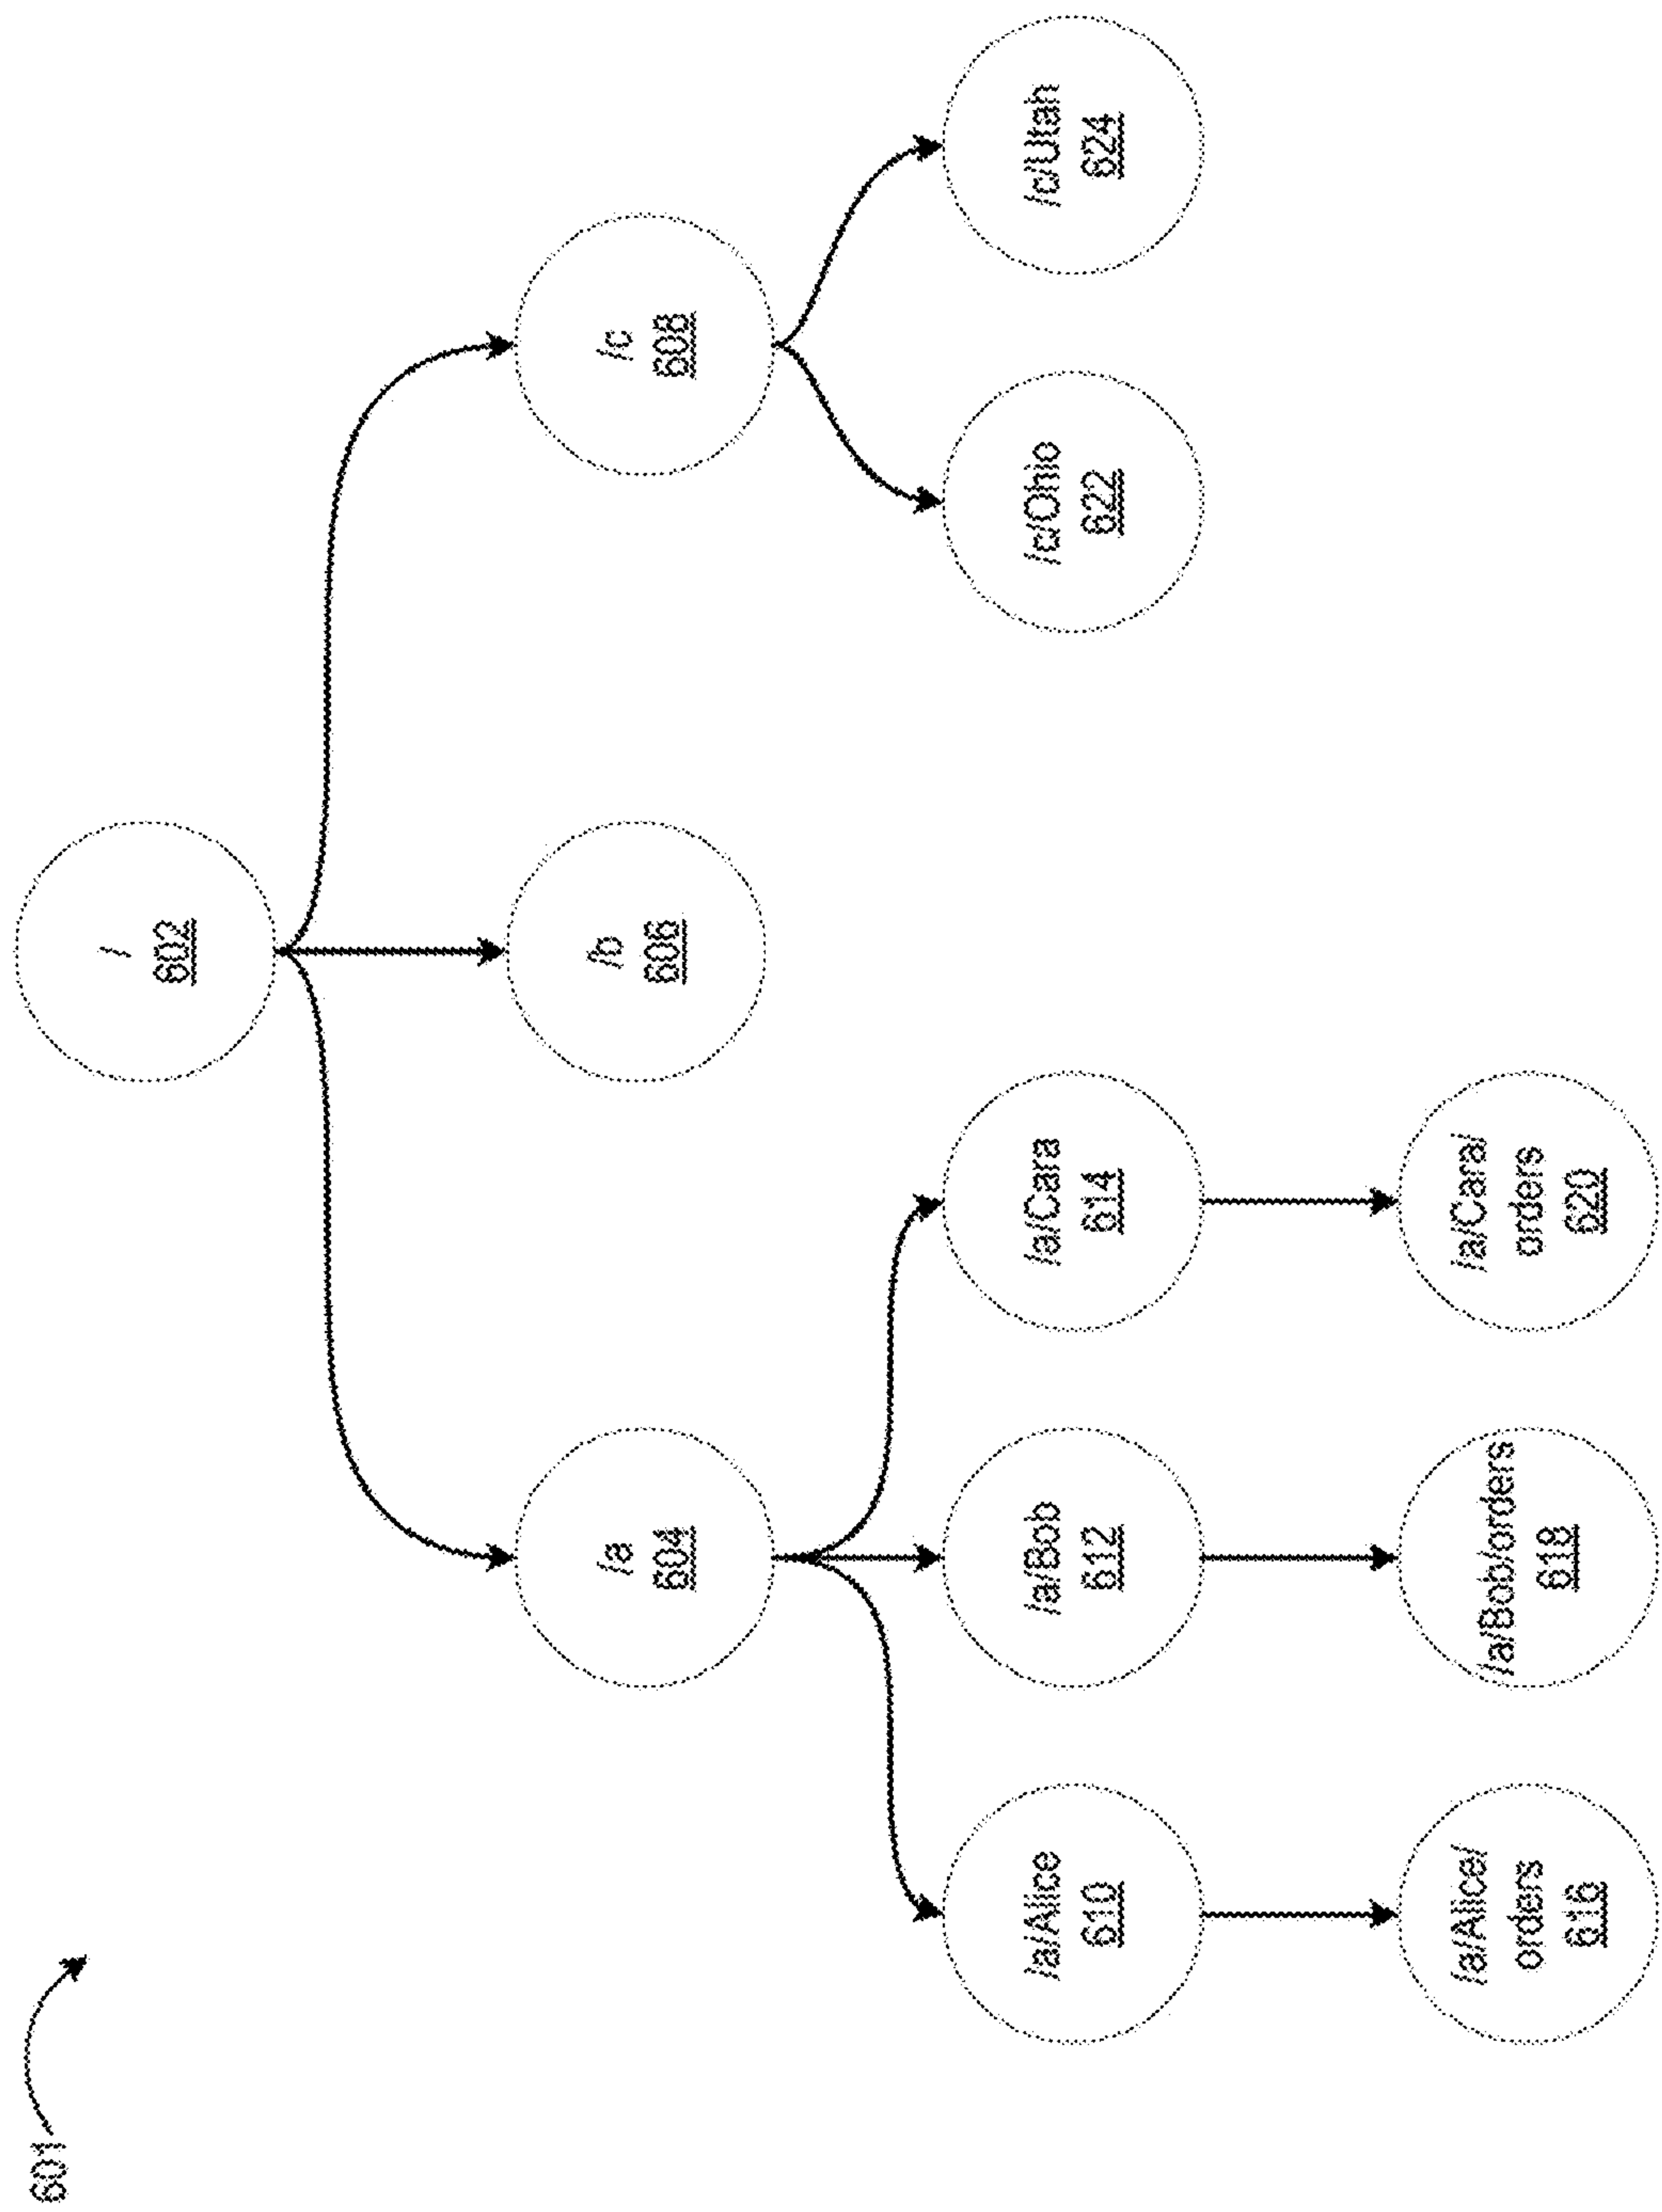 601
/
602
/a
604
/b
606
/c
608
/a/Alice
610
/a/Bob
612
/a/Cara
614
/c/Ohio
622
/c/Utah
624
/a/Alice/
orders
616
/a/Bob/orders
618
/a/Cara/
orders
620